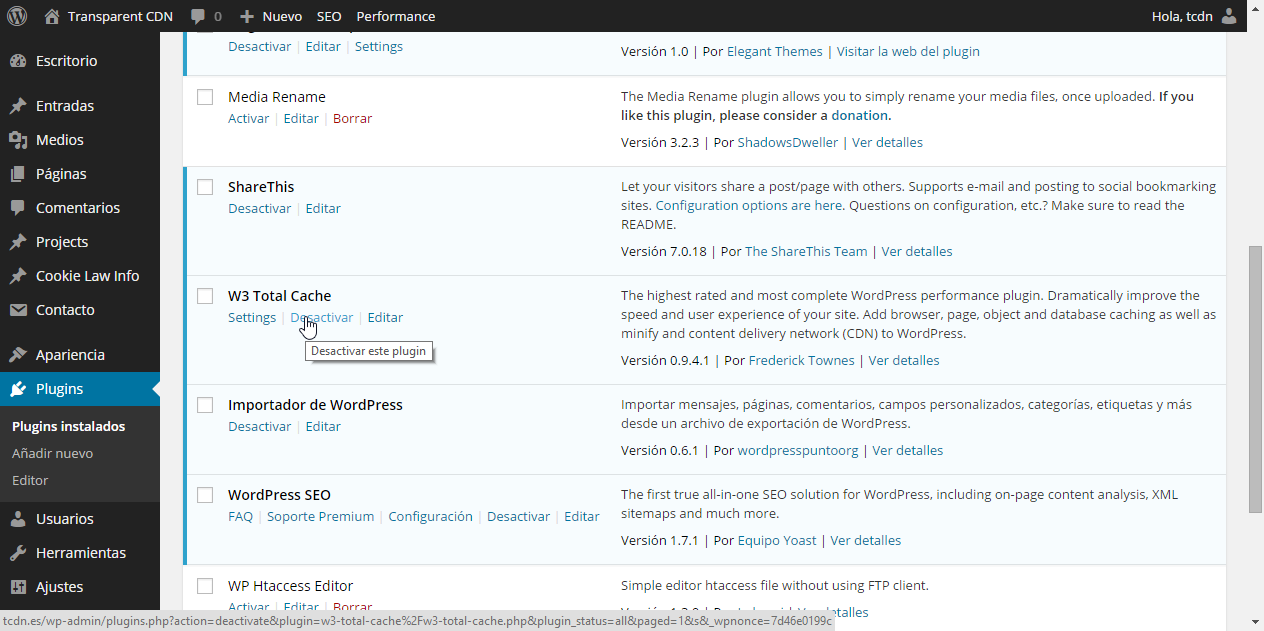 Transparent CDN 0 Nuevo SEO Performance Hola, tcdn
Escritorio
Entradas
Medios
Páginas
Comentarios
Projects
Cookie Law Info
Contacto
Apariencia
Plugins
Plugins instalados
Añadir nuevo
Editor
Usuarios
Herramientas
Ajustes
Desactivar | Editar | Settings
Versión 1.0 | Por Elegant Themes | Visitar la web del plugin
Media Rename
Activar | Editar | Borrar
The Media Rename plugin allows you to simply rename your media files, once uploaded. If you
like this plugin, please consider a donation.
Versión 3.2.3 | Por ShadowsDweller | Ver detalles
ShareThis
Desactivar | Editar
Let your visitors share a post/page with others. Supports e-mail and posting to social bookmarking
sites. Configuration options are here. Questions on configuration, etc.? Make sure to read the
README.
Versión 7.0.18 | Por The ShareThis Team | Ver detalles
W3 Total Cache
Settings | Desactivar | Editar
Desactivar este plugin
The highest rated and most complete WordPress performance plugin. Dramatically improve the
speed and user experience of your site. Add browser, page, object and database caching as well as
minify and content delivery network (CDN) to WordPress.
Versión 0.9.4.1 | Por Frederick Townes | Ver detalles
Importador de WordPress
Desactivar | Editar
Importar mensajes, páginas, comentarios, campos personalizados, categorías, etiquetas y más
desde un archivo de exportación de WordPress.
Versión 0.6.1 | Por wordpresspuntoorg | Ver detalles
WordPress SEO
FAQ | Soporte Premium | Configuración | Desactivar | Editar
The first true all-in-one SEO solution for WordPress, including on-page content analysis, XML
sitemaps and much more.
Versión 1.7.1 | Por Equipo Yoast | Ver detalles
WP Htaccess Editor
Activar | Editar | Borrar
Simple editor htaccess file without using FTP client.
detalles
tcdn.es/wp-admin/plugins.php?action=deactivate&plugin=w3-total-cache%2Fw3-total-cache.php&plugin_status=all&paged=1&s&_wpnonce=7d46e0199c